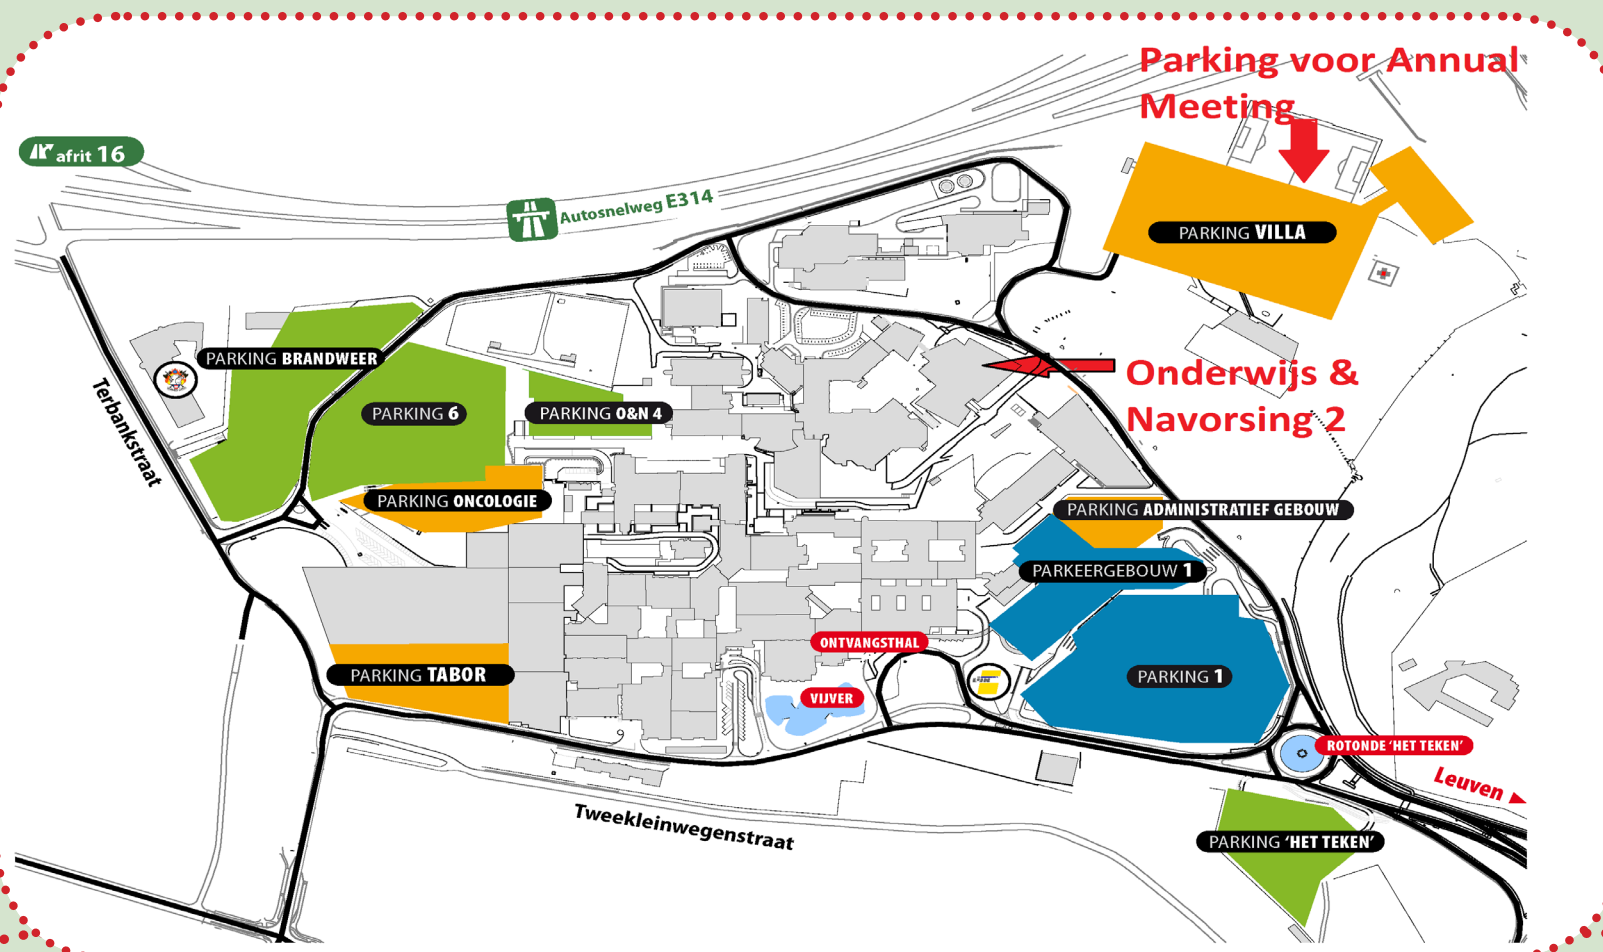 Parking voor Annual
Meeting
afrit 16
Autosnelweg E314
PARKING VILLA
PARKING BRANDWEER
Onderwijs &
Navorsing 2
Terbankstraat
PARKING 6
PARKING O&N 4
PARKING ONCOLOGIE
PARKING ADMINISTRATIEF GEBOUW
PARKEERGEBOUW 1
ONTVANGSTHAL
PARKING TABOR
PARKING 1
VIJVER
ROTONDE ‘HET TEKEN’
Leuven
Tweekleinwegenstraat
PARKING ‘HET TEKEN’